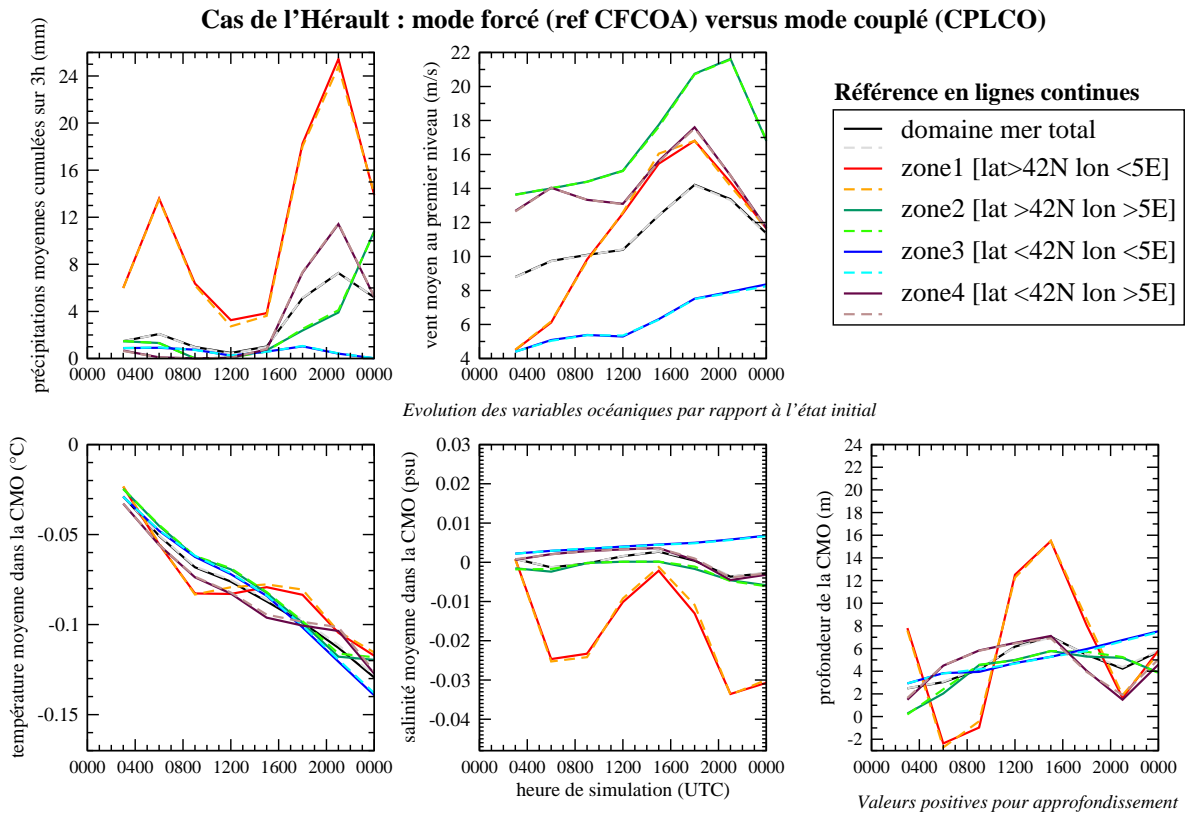 Cas de l'Hérault : mode forcé (ref CFCOA) versus mode couplé (CPLCO)
précipitations moyennes cumulées sur 3h (mm)
24
20
16
12
8
4
0
0000 0400 0800 1200 1600 2000 0000
vent moyen au premier niveau (m/s)
22
20
18
16
14
12
10
8
6
4
0000 0400 0800 1200 1600 2000 0000
Référence en lignes continues
domaine mer total
zone1 [lat>42N lon <5E]
zone2 [lat >42N lon >5E]
zone3 [lat <42N lon <5E]
zone4 [lat <42N lon >5E]
Evolution des variables océaniques par rapport à l'état initial
température moyenne dans la CMO (°C)
0
-0.05
-0.1
-0.15
0000 0400 0800 1200 1600 2000 0000
salinité moyenne dans la CMO (psu)
0.03
0.02
0.01
0
-0.01
-0.02
-0.03
-0.04
0000 0400 0800 1200 1600 2000 0000
heure de simulation (UTC)
profondeur de la CMO (m)
24
22
20
18
16
14
12
10
8
6
4
2
0
-2
0000 0400 0800 1200 1600 2000 0000
Valeurs positives pour approfondissement